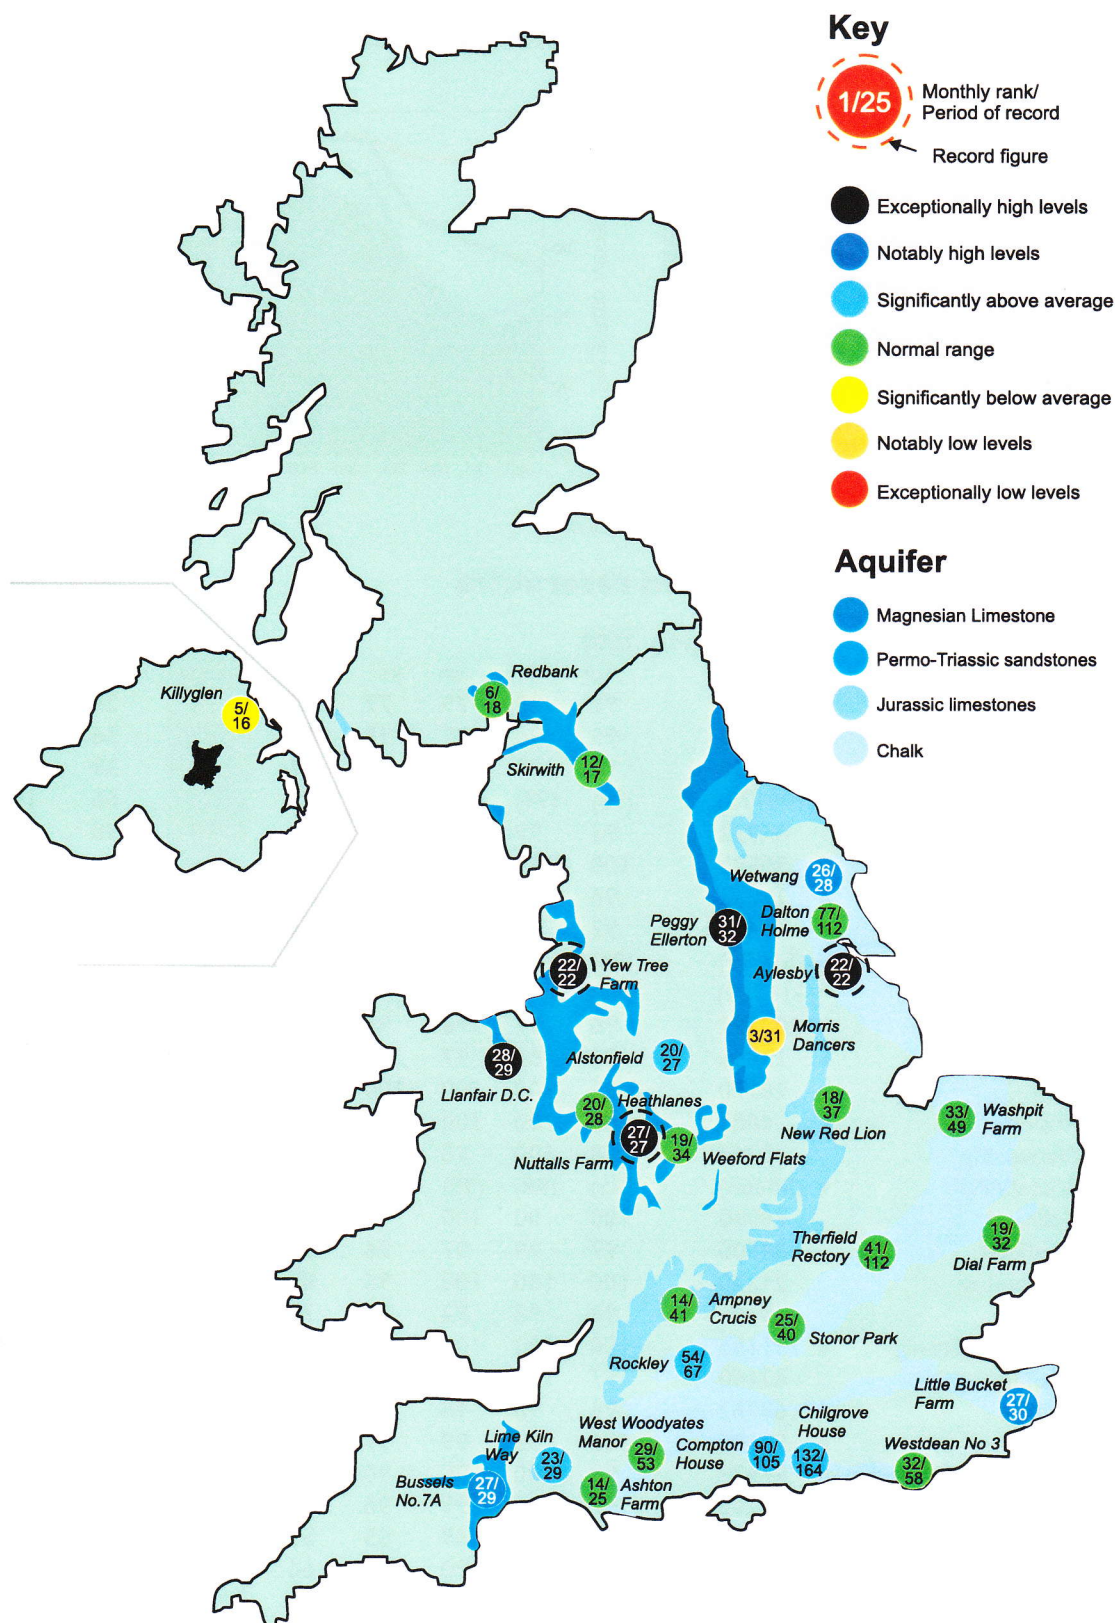 Key
1/25
Monthly rank/
Period of record
Record figure
Exceptionally high levels
Notably high levels
Significantly above average
Normal range
Significantly below average
Notably low levels
Exceptionally low levels
Aquifer
Magnesian Limestone
Permo-Triassic sandstones
Jurassic limestones
Chalk
Redbank
6/
18
Killyglen
5/
16
Skirwith
12/
17
Wetwang
26/
28
Peggy
Ellerton
31/
32
Dalton
Holme
77/
112
Yew Tree
Farm
22/
22
Aylesby
22/
22
Morris
Dancers
3/31
Alstonfield
20/
27
Llanfair D.C.
28/
29
Heathlanes
20/
28
Nuttalls Farm
27/
27
Weeford Flats
19/
34
New Red Lion
18/
37
Washpit
Farm
33/
49
Therfield
Rectory
41/
112
Dial Farm
19/
32
Ampney
Crucis
14/
41
Stonor Park
25/
40
Rockley
54/
67
Little Bucket
Farm
27/
30
Chilgrove
House
132/
164
West Woodyates
Manor
29/
53
Compton
House
90/
105
Westdean No 3
32/
58
Lime Kiln
Way
23/
29
Bussels
No.7A
27/
29
Ashton
Farm
14/
25